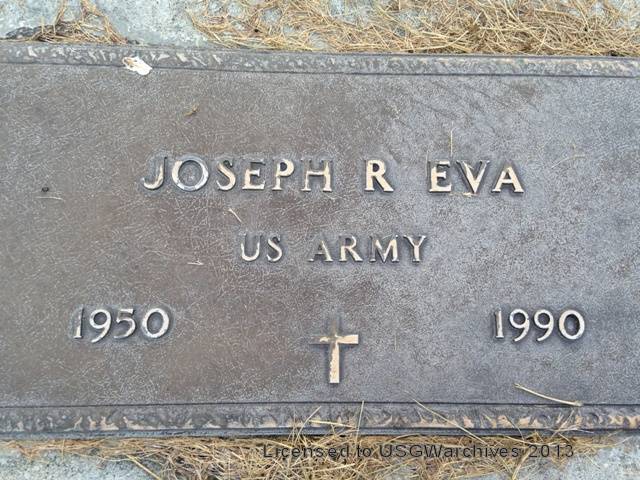 JOSEPH R EVA
US ARMY
1950 1990
Licensed to USGWarchives 2013